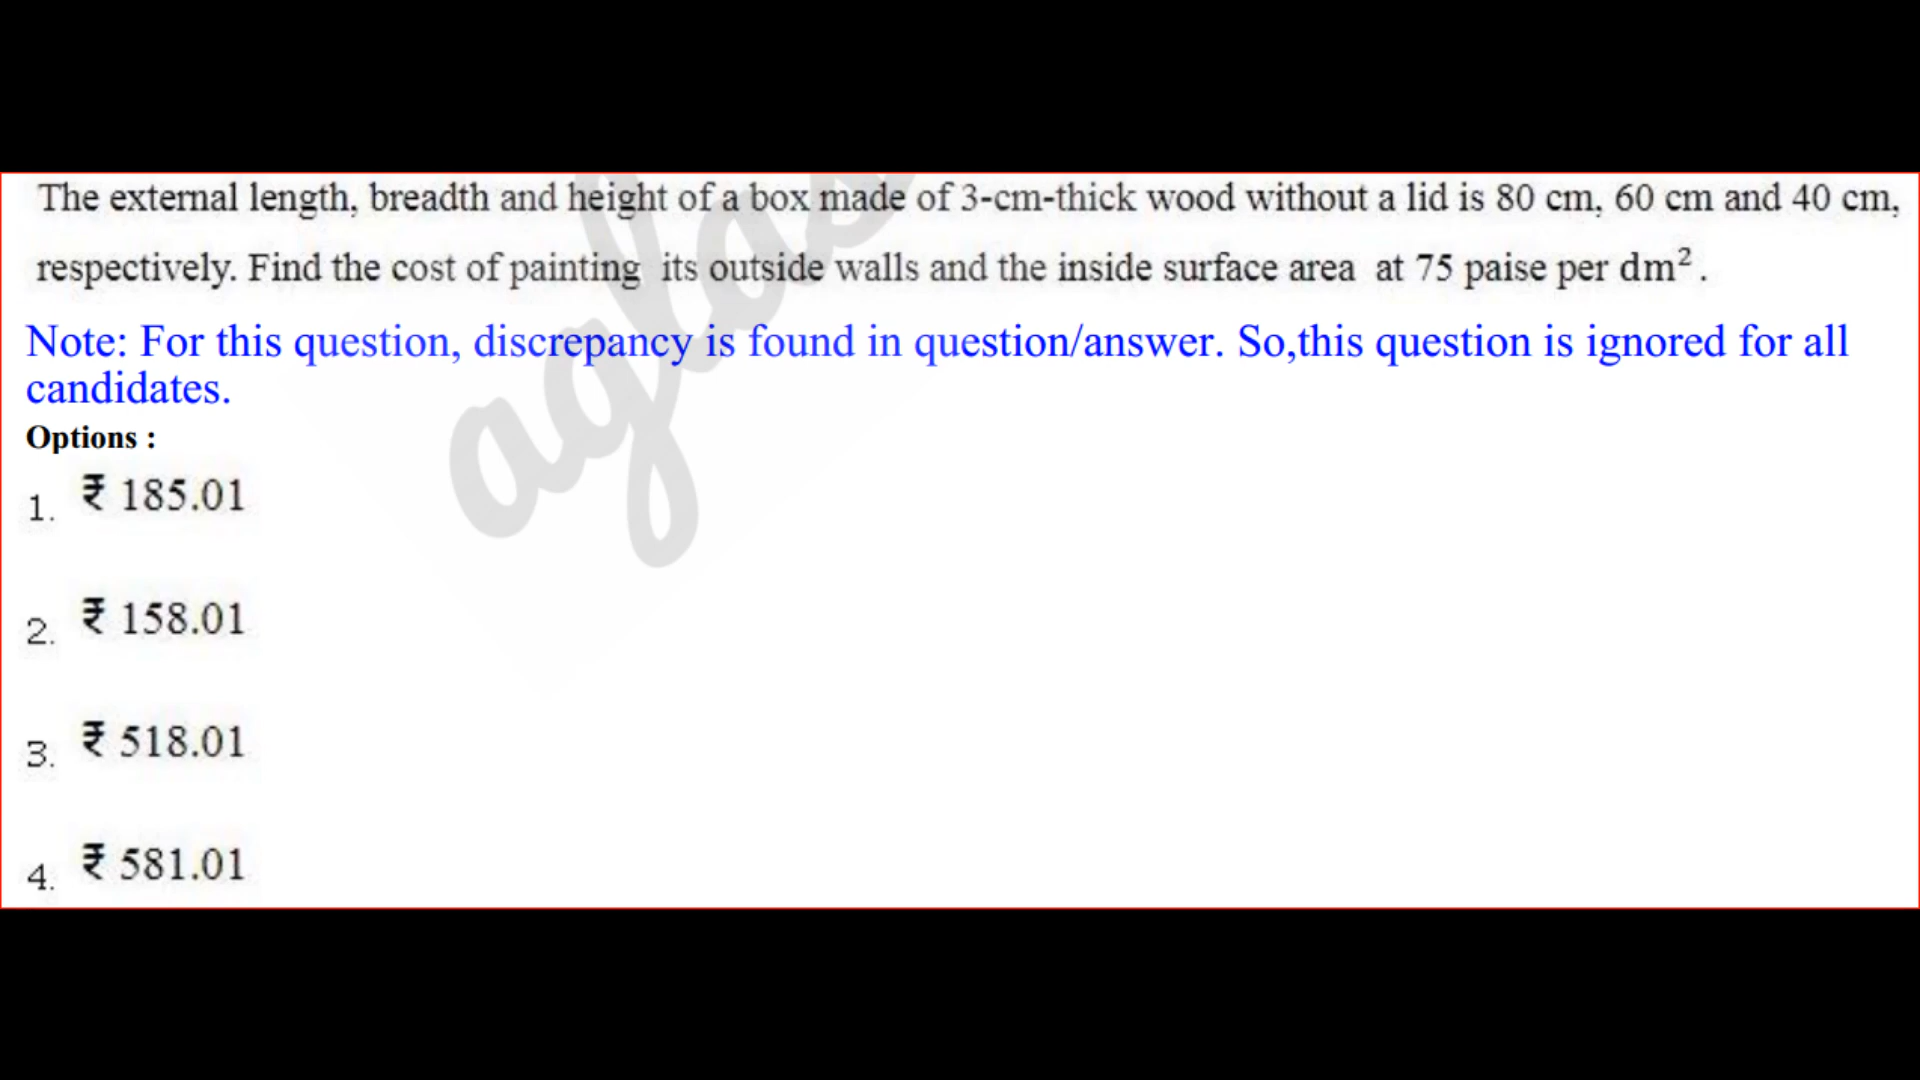 The external length, breadth and height of a box made of 3-cm-thick wood without a lid is 80 cm, 60 cm and 40 cm,
respectively. Find the cost of painting its outside walls and the inside surface area at 75 paise per dm².
Note: For this question, discrepancy is found in question/answer. So,this question is ignored for all
candidates.
Options :
1. ₹ 185.01
2. ₹ 158.01
3. ₹ 518.01
4. ₹ 581.01